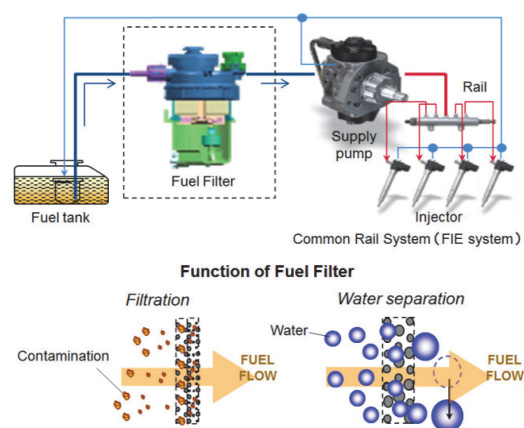 Rail
Supply
pump
Fuel Filter
Fuel tank
Injector
Common Rail System (FIE system)
Function of Fuel Filter
Filtration
Water separation
Water
Contamination
FUEL
FLOW
FUEL
FLOW